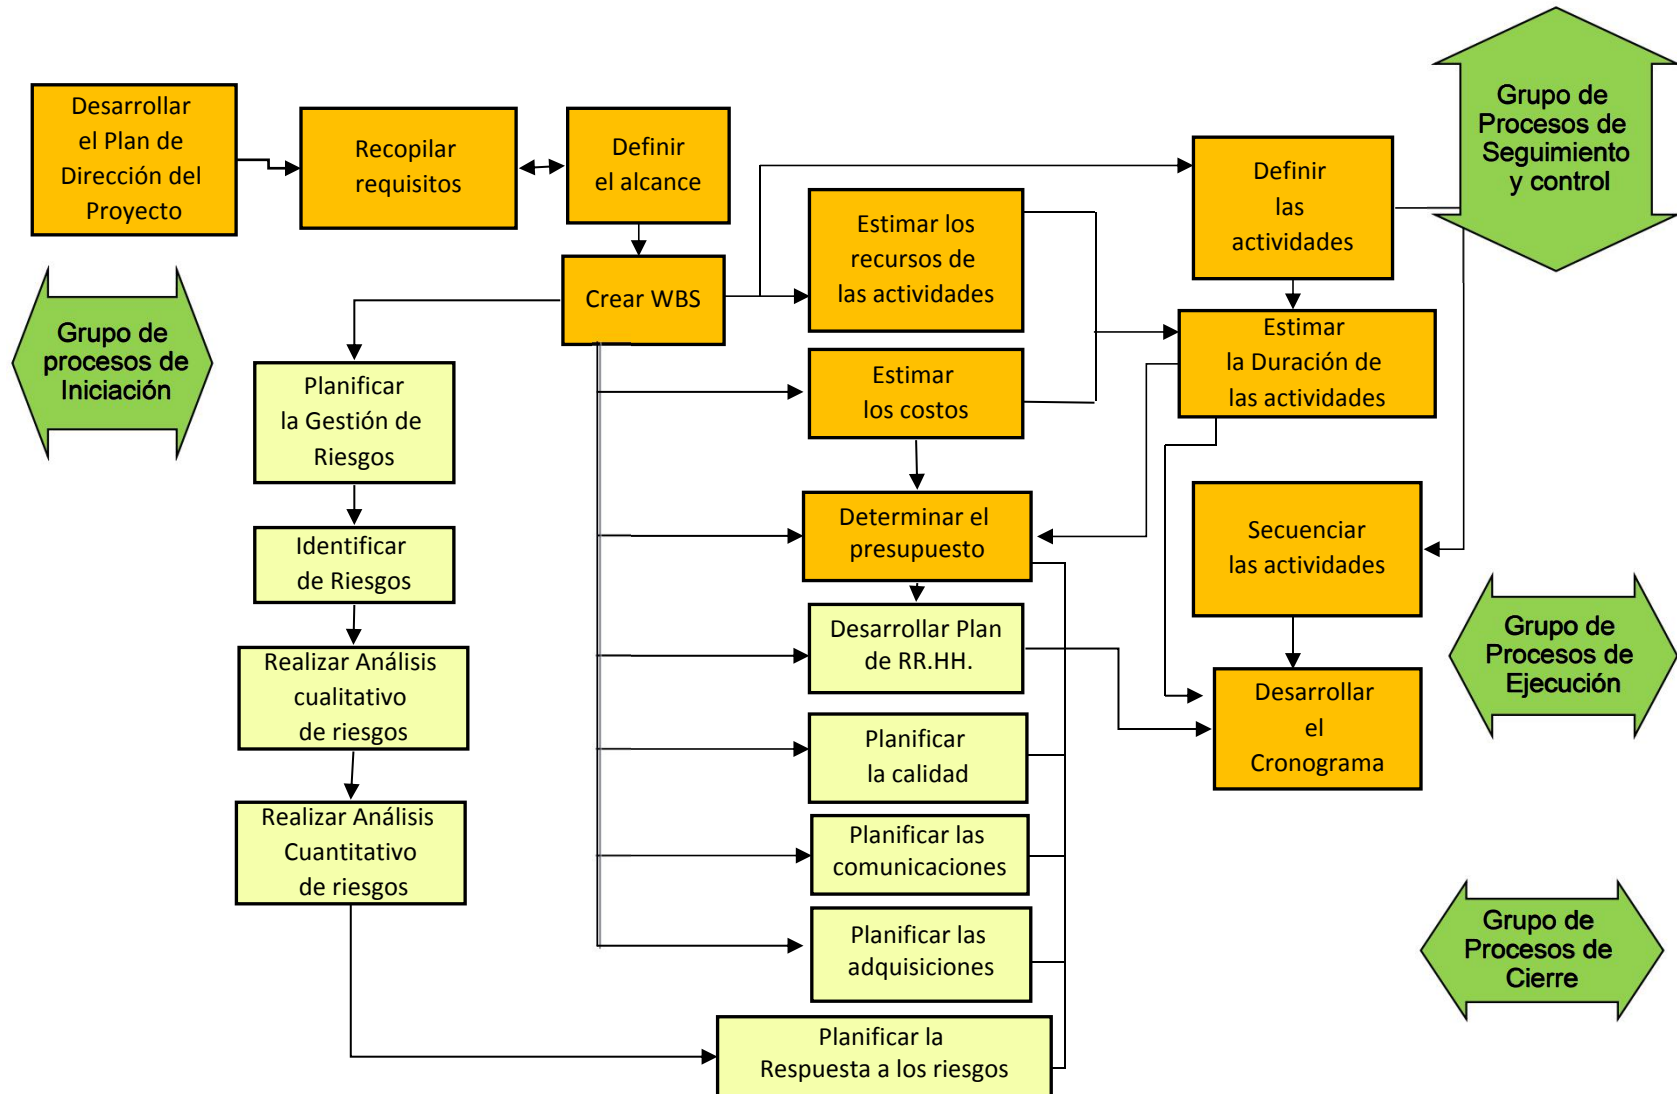 Desarrollar
el Plan de
Dirección del
Proyecto
Recopilar
requisitos
Definir
el alcance
Definir
las
actividades
Grupo de
Procesos de
Seguimiento
y control
Grupo de
procesos de
Iniciación
Crear WBS
Estimar los
recursos de
las actividades
Estimar
la Duración de
las actividades
Planificar
la Gestión de
Riesgos
Estimar
los costos
Identificar
de Riesgos
Determinar el
presupuesto
Secuenciar
las actividades
Realizar Análisis
cualitativo
de riesgos
Desarrollar Plan
de RR.HH.
Grupo de
Procesos de
Ejecución
Desarrollar
el
Cronograma
Planificar
la calidad
Realizar Análisis
Cuantitativo
de riesgos
Planificar las
comunicaciones
Planificar las
adquisiciones
Grupo de
Procesos de
Cierre
Planificar la
Respuesta a los riesgos